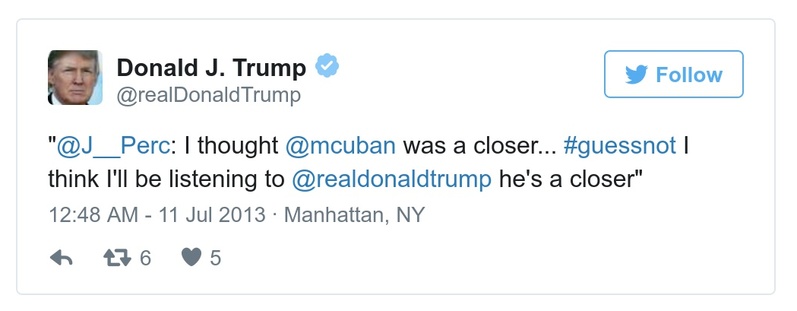 Donald J. Trump
@realDonaldTrump
Follow
"@J__Perc: I thought @mcuban was a closer... #guessnot I
think I'll be listening to @realdonaldtrump he's a closer"
12:48 AM - 11 Jul 2013 · Manhattan, NY
6 5